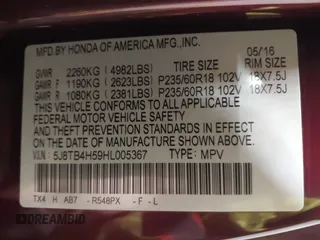 MFD BY HONDA OF AMERICA MFG.,INC. 05/16
TIRE SIZE RIM SIZE
GVWR 2260KG (4982LBS)
GAWR F 1190KG (2623LBS) P235/60R18 102V 18X7.5J
GAWR R 1080KG (2381LBS) P235/60R18 102V 18X7.5J
THIS VEHICLE CONFORMS TO ALL APPLICABLE
FEDERAL MOTOR VEHICLE SAFETY
AND THEFT PREVENTION STANDARDS IN EFFECT
ON THE DATE OF MANUFACTURE SHOWN ABOVE.
V.I.N: 5J8TB4H59HL005367 TYPE: MPV
TX4 H AB7 - R548PX - F - L
DREAMBID